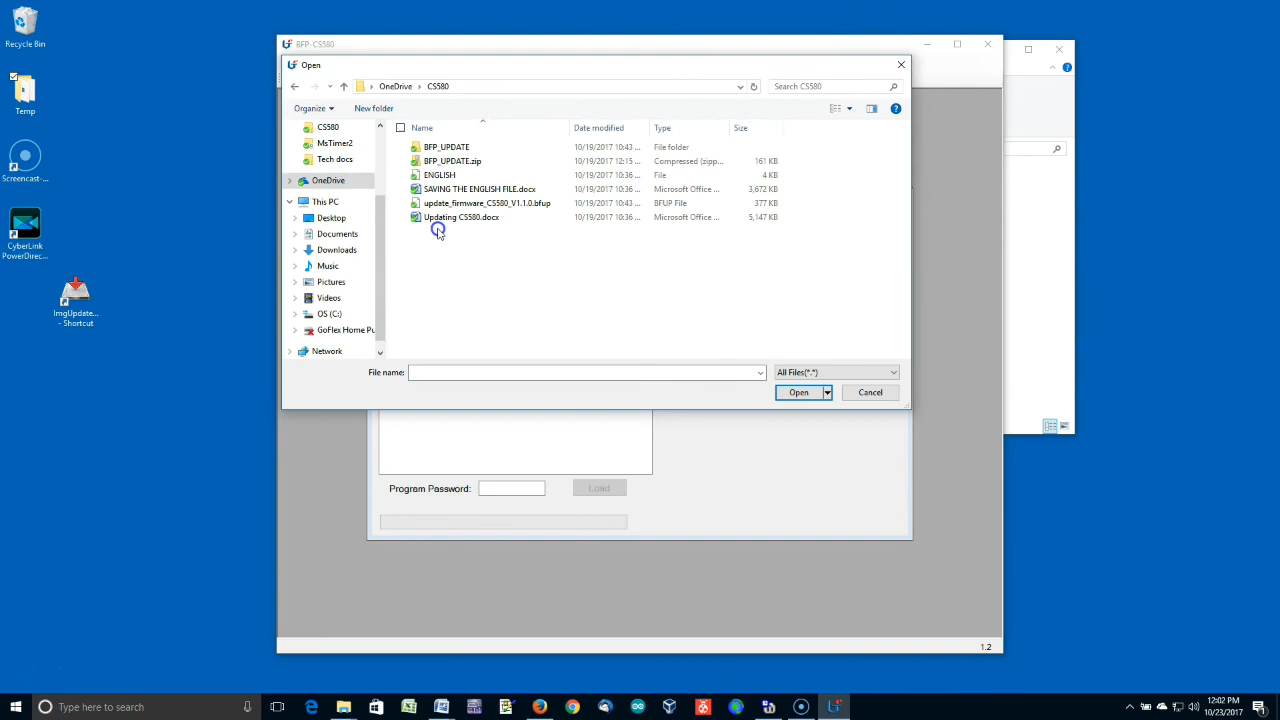 Recycle Bin
Temp
Screencast-...
CyberLink
PowerDirec...
ImgUpdate...
- Shortcut
BFP-CS580
Open
OneDrive › CS580
Search CS580
Organize
New folder
CS580
MsTimer2
Tech docs
OneDrive
This PC
Desktop
Documents
Downloads
Music
Pictures
Videos
OS (C:)
GoFlex Home Pu
Network
Name Date modified Type Size
BFP_UPDATE 10/19/2017 10:43 ... File folder
BFP_UPDATE.zip 10/19/2017 12:15 ... Compressed (zipp... 161 KB
ENGLISH 10/19/2017 10:36 ... File 4 KB
SAVING THE ENGLISH FILE.docx 10/19/2017 10:36 ... Microsoft Office ... 3,672 KB
update_firmware_CS580_V1.1.0.bfup 10/19/2017 10:43 ... BFUP File 377 KB
Updating CS580.docx 10/19/2017 10:36 ... Microsoft Office ... 5,147 KB
File name:
All Files(*.*)
Open
Cancel
Program Password:
Load
1.2
Type here to search
12:02 PM
10/23/2017